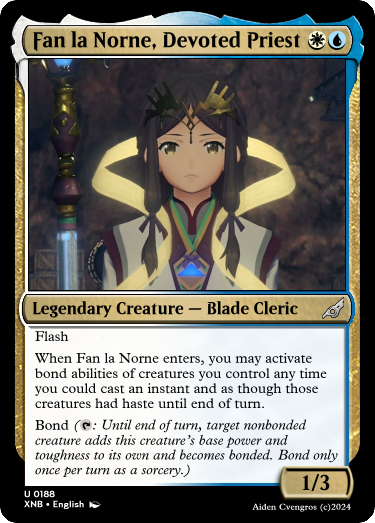 Fan la Norne, Devoted Priest
Legendary Creature — Blade Cleric
Flash
When Fan la Norne enters, you may activate
bond abilities of creatures you control any time
you could cast an instant and as though those
creatures had haste until end of turn.
Bond (: Until end of turn, target nonbonded
creature adds this creature's base power and
toughness to its own and becomes bonded. Bond only
once per turn as a sorcery.)
1/3
U 0188
XNB • English
Aiden Cvengros (c)2024